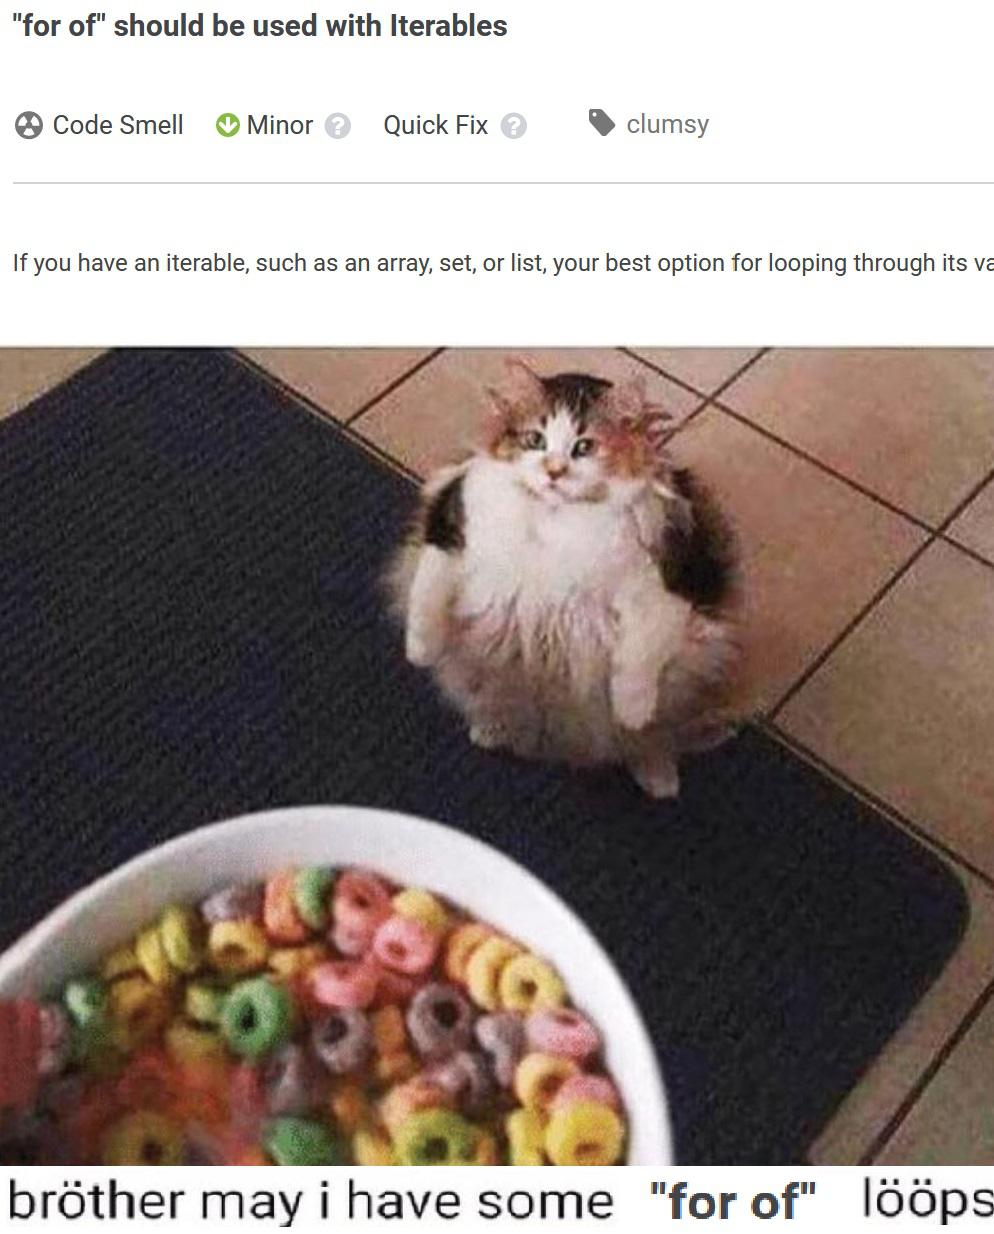 "for of" should be used with Iterables
Code Smell Minor ? Quick Fix ? clumsy
If you have an iterable, such as an array, set, or list, your best option for looping through its va
bröther may i have some "for of" lööps